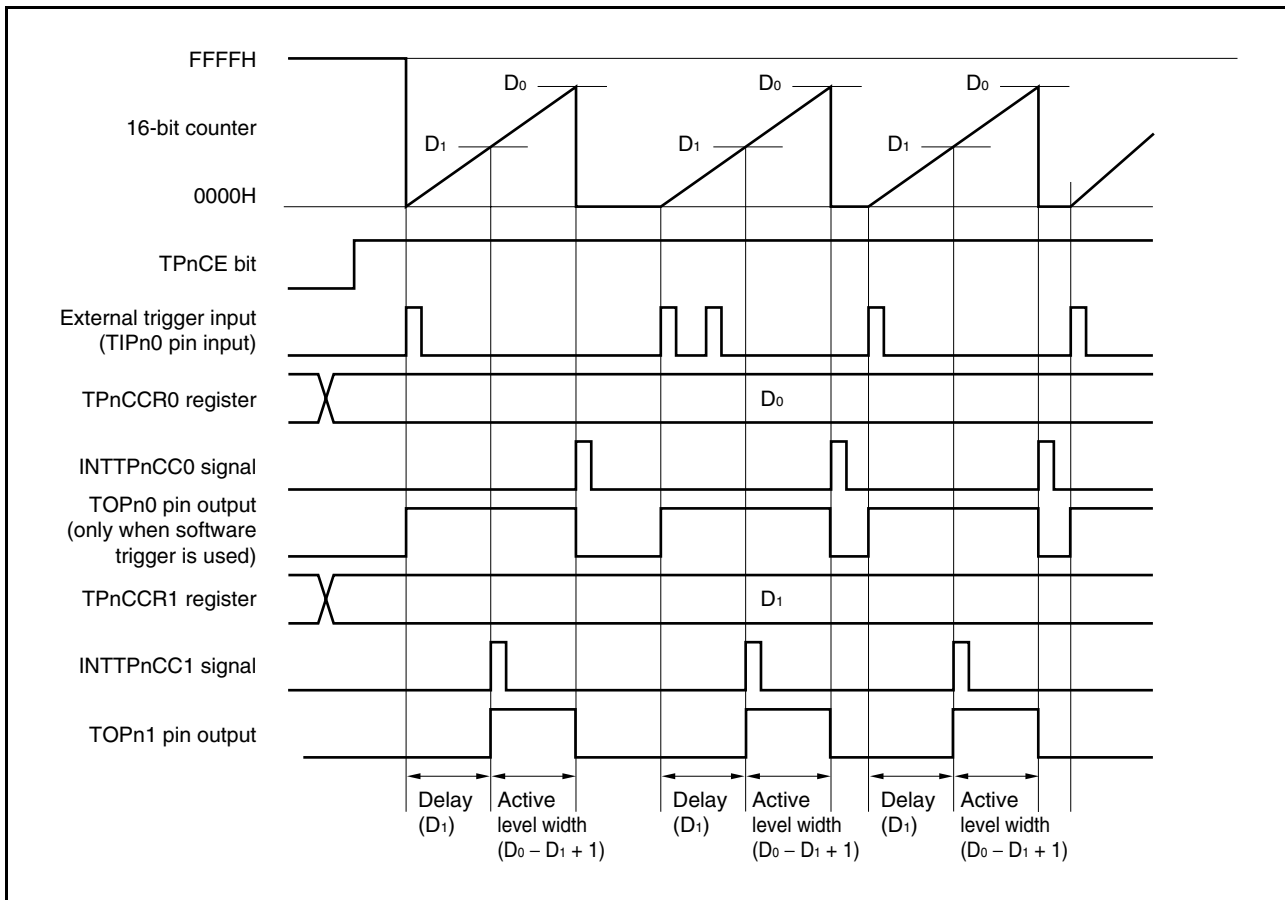 FFFFH
D0 D0 D0
16-bit counter
D1 D1 D1
0000H
TPnCE bit
External trigger input
(TIPn0 pin input)
TPnCCR0 register
D0
INTTPnCC0 signal
TOPn0 pin output
(only when software
trigger is used)
TPnCCR1 register
D1
INTTPnCC1 signal
TOPn1 pin output
Delay
(D1)
Active
level width
(D0 − D1 + 1)
Delay
(D1)
Active
level width
(D0 − D1 + 1)
Delay
(D1)
Active
level width
(D0 − D1 + 1)